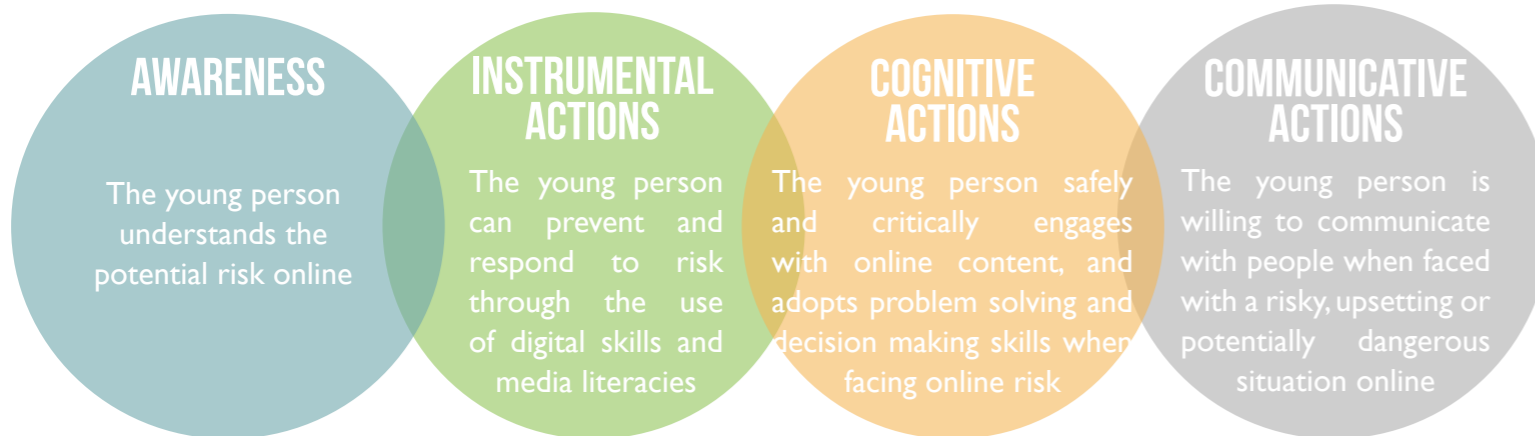 AWARENESS
The young person
understands the
potential risk online
INSTRUMENTAL
ACTIONS
The young person
can prevent and
respond to risk
through the use
of digital skills and
media literacies
COGNITIVE
ACTIONS
The young person safely
and critically engages
with online content, and
adopts problem solving and
decision making skills when
facing online risk
COMMUNICATIVE
ACTIONS
The young person is
willing to communicate
with people when faced
with a risky, upsetting or
potentially dangerous
situation online